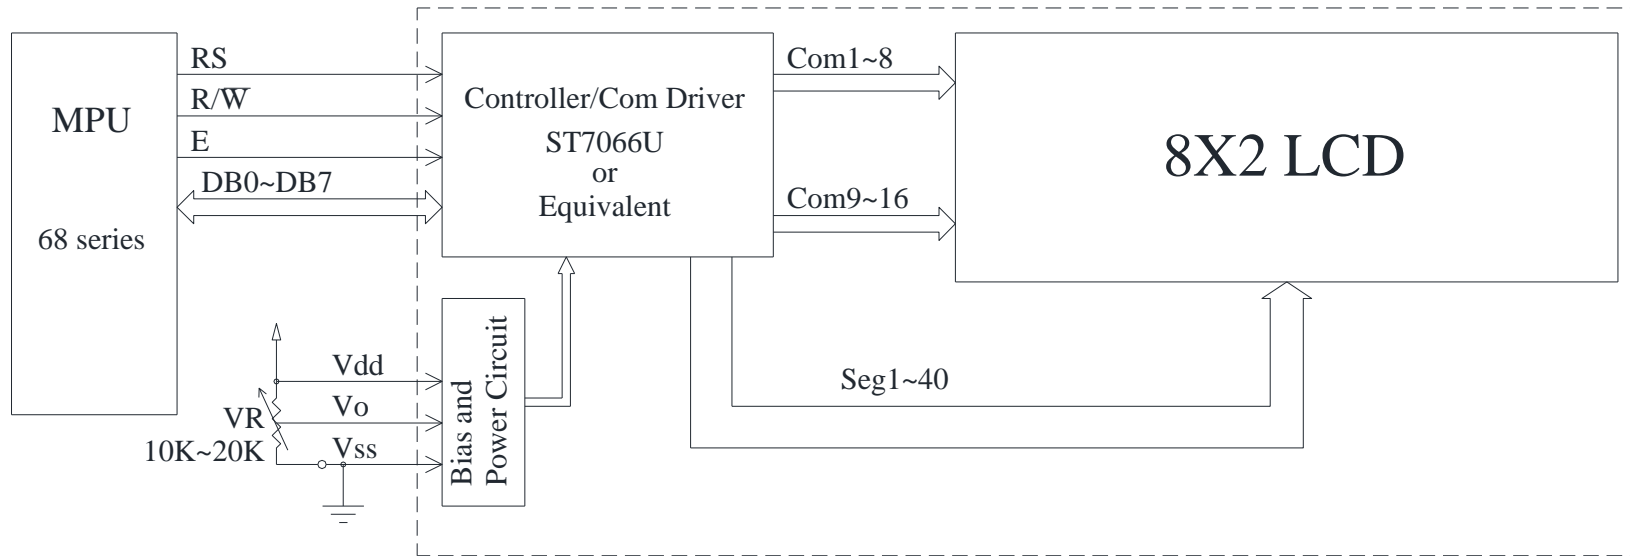 MPU
68 series
RS
R/W̅
E
DB0~DB7
Controller/Com Driver
ST7066U
or
Equivalent
Com1~8
Com9~16
8X2 LCD
Vdd
VR
Vo
10K~20K
Vss
Bias and
Power Circuit
Seg1~40